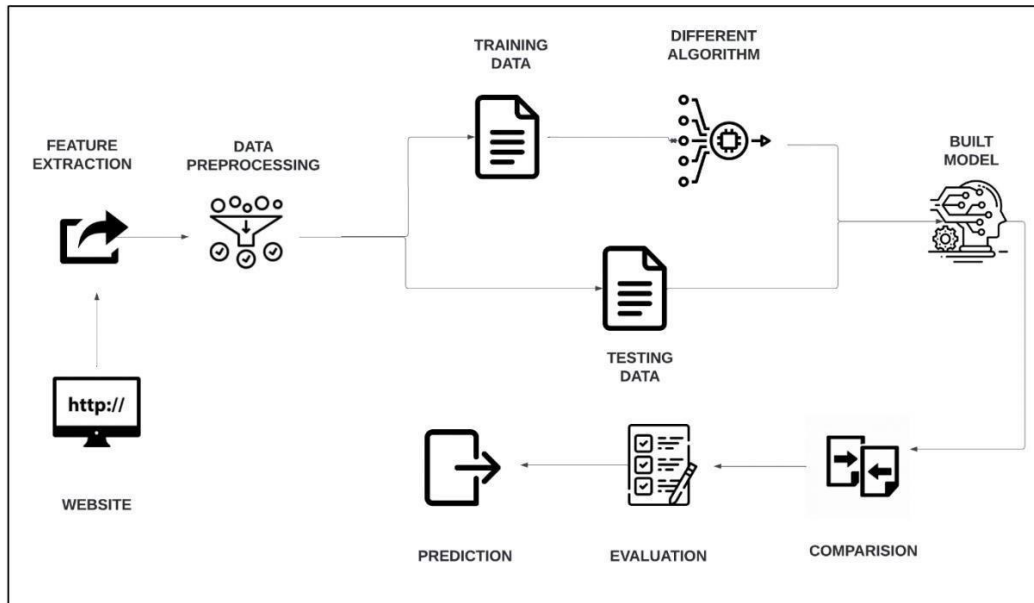 TRAINING
DATA
DIFFERENT
ALGORITHM
FEATURE
EXTRACTION
DATA
PREPROCESSING
BUILT
MODEL
http://
WEBSITE
TESTING
DATA
PREDICTION
EVALUATION
COMPARISION